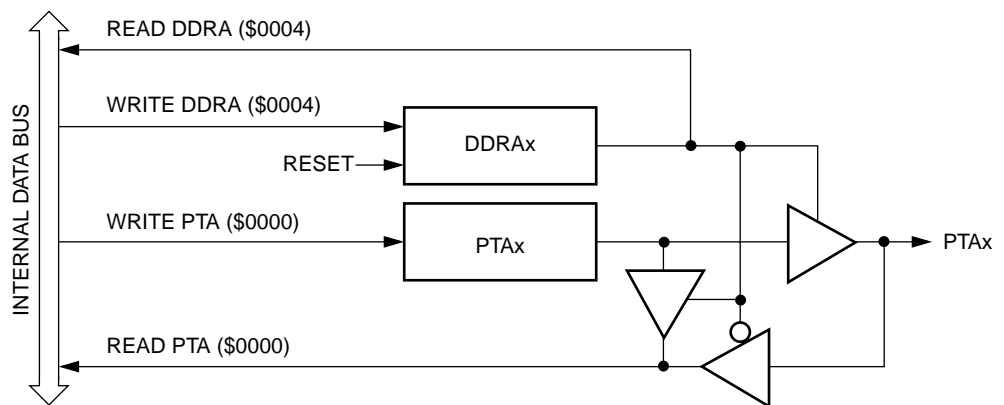 READ DDRA ($0004)
WRITE DDRA ($0004)
DDRAx
RESET
INTERNAL DATA BUS
WRITE PTA ($0000)
PTAx
PTAx
READ PTA ($0000)